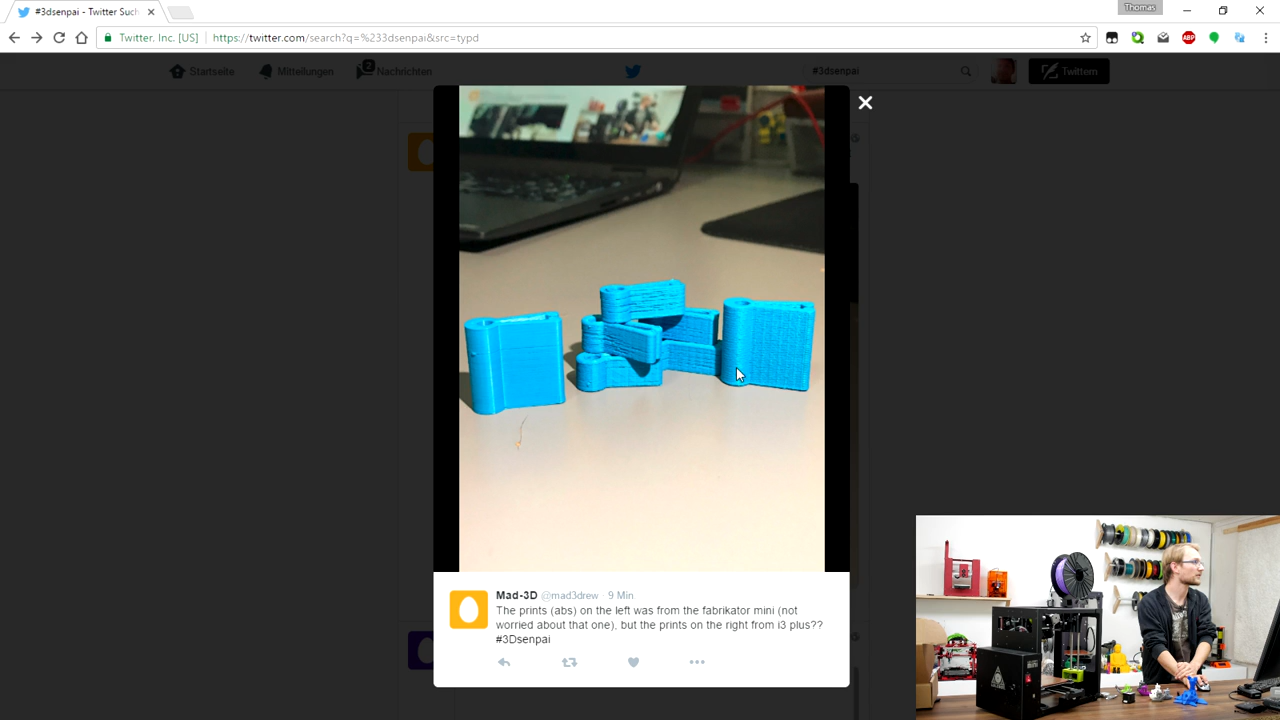 #3dsenpai - Twitter Such
Thomas
Twitter, Inc. [US]
https://twitter.com/search?q=%233dsenpai&src=typd
ABP
Startseite
2
Mitteilungen
Nachrichten
#3dsenpai
Twittern
Mad-3D @mad3drew · 9 Min
The prints (abs) on the left was from the fabrikator mini (not
worried about that one), but the prints on the right from i3 plus??
#3Dsenpai